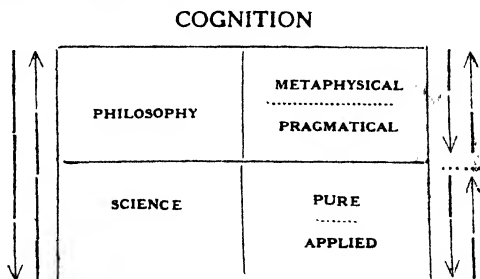 COGNITION
METAPHYSICAL
PHILOSOPHY
PRAGMATICAL
SCIENCE
PURE
APPLIED